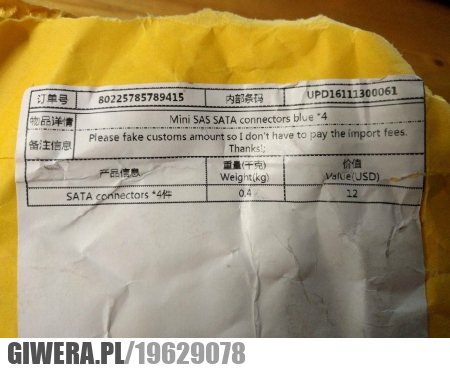 订单号 80225785789415 内部条码 UPD16111300061
物品详情 Mini SAS SATA connectors blue *4
备注信息 Please fake customs amount so I don't have to pay the import fees.
Thanks!;
产品信息 重量(千克) 价值
Weight(kg) Value(USD)
SATA connectors *4件 0.4 12
GIWERA.PL/19629078